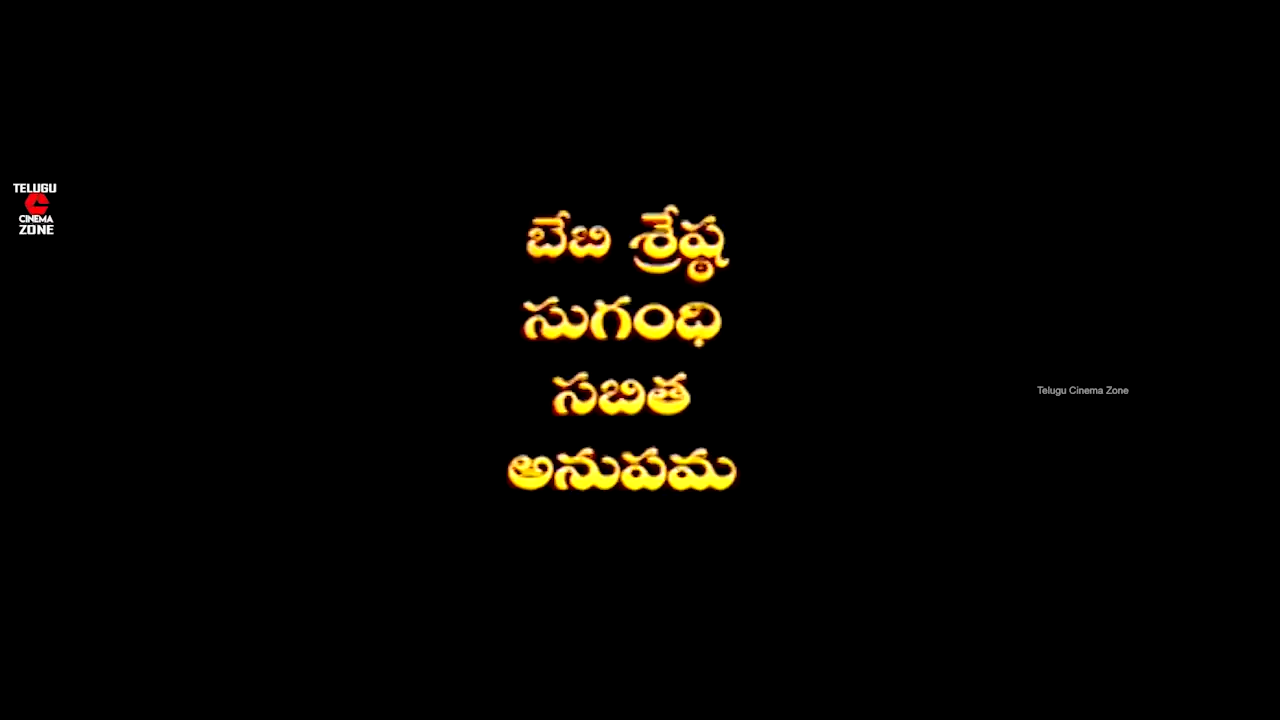 TELUGU
CINEMA
ZONE
బేబి శ్రేష్ఠ
సుగంధి
సబిత
అనుపమ
Telugu Cinema Zone